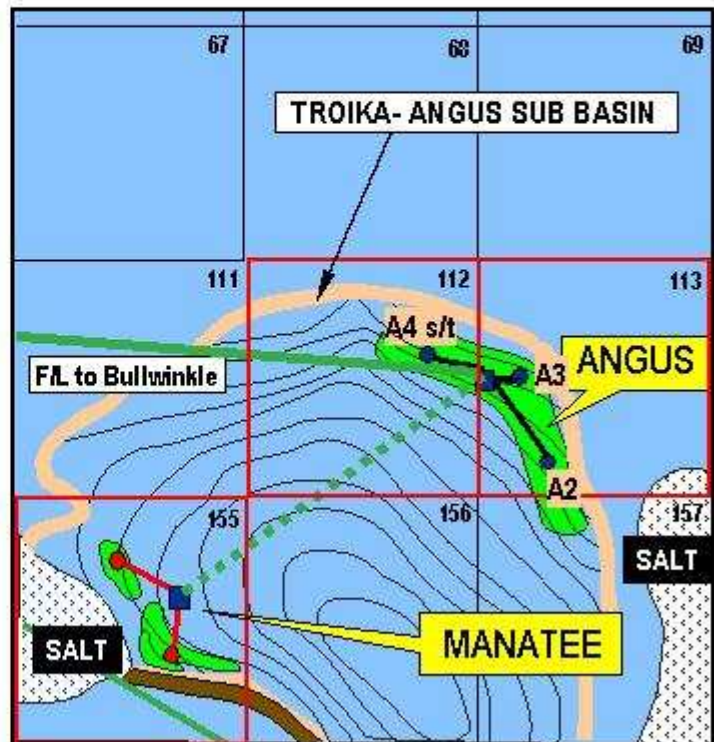 67
68
69
TROIKA- ANGUS SUB BASIN
111
112
113
A4 s/t
F/L to Bullwinkle
A3
ANGUS
A2
155
156
157
SALT
SALT
MANATEE